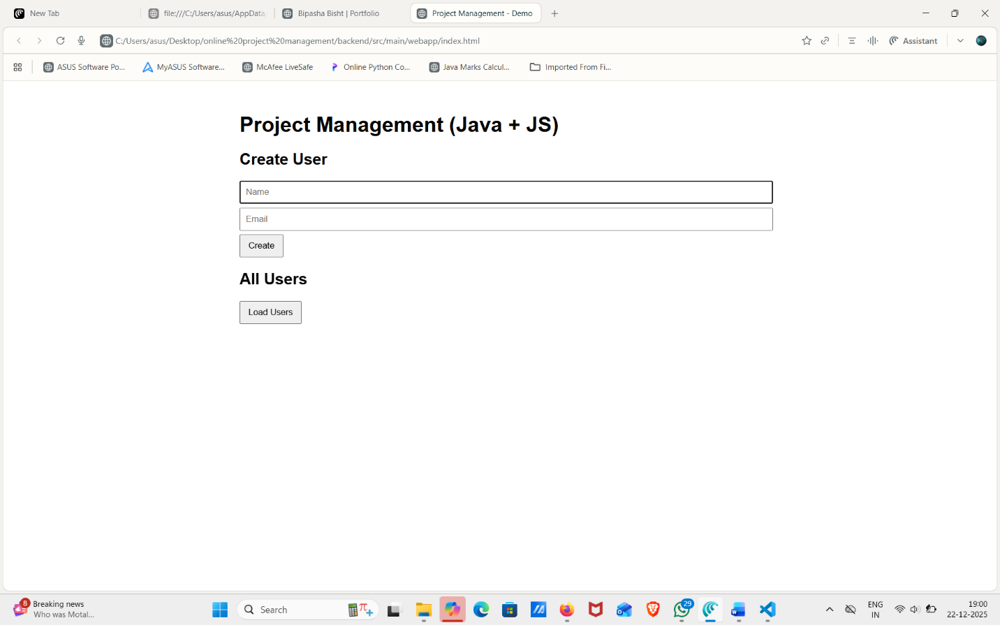 New Tab
file:///C:/Users/asus/AppData
Bipasha Bisht | Portfolio
Project Management - Demo
C:/Users/asus/Desktop/online%20project%20management/backend/src/main/webapp/index.html
Assistant
ASUS Software Po...
MyASUS Software...
McAfee LiveSafe
Online Python Co...
Java Marks Calcul...
Imported From Fi...
Project Management (Java + JS)
Create User
Name
Email
Create
All Users
Load Users
8
Breaking news
Who was Motal...
Search
29
ENG
IN
19:00
22-12-2025